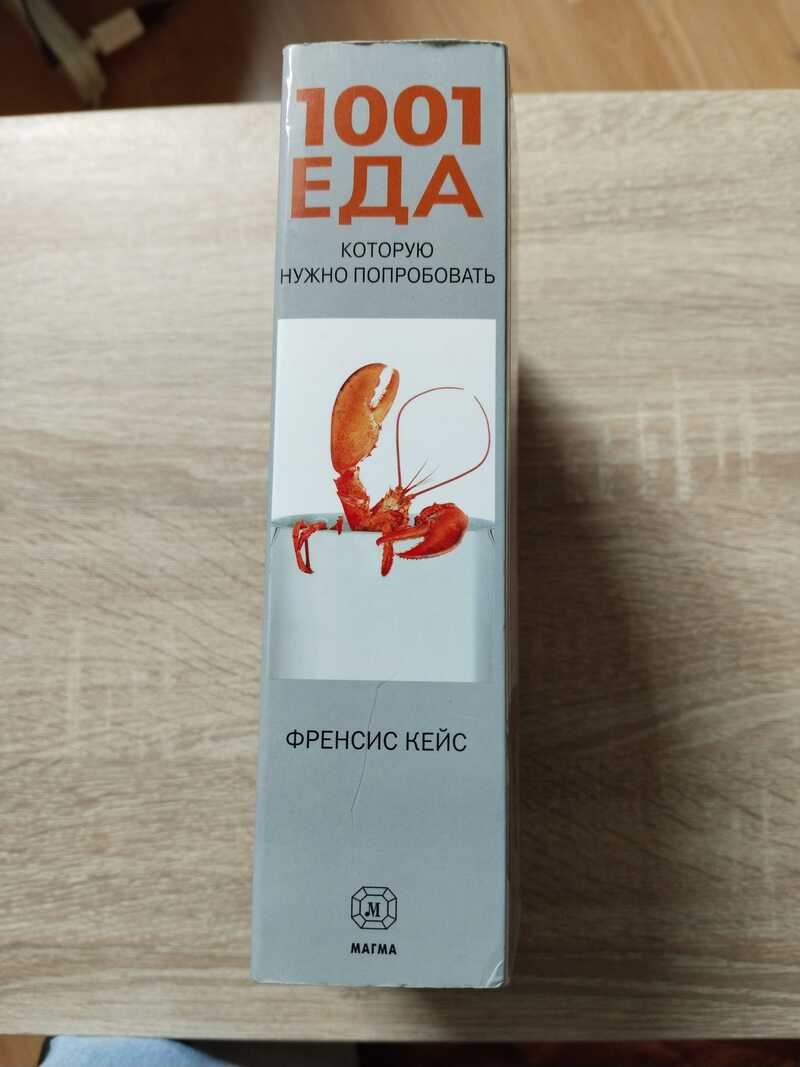 1001
ЕДА
КОТОРУЮ
НУЖНО ПОПРОБОВАТЬ
ФРЕНСИС КЕЙС
М
МАГМА